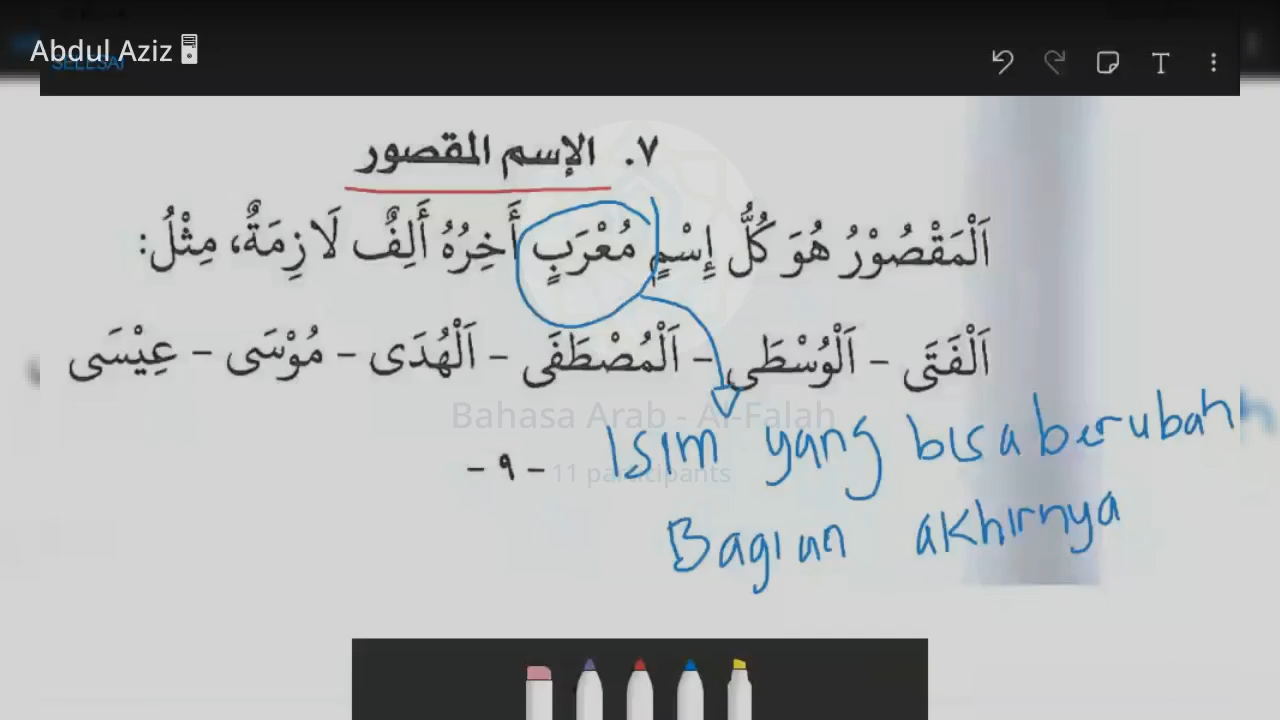 Abdul Aziz
SELESAI
T
٧. الإسم المقصور
اَلْمَقْصُوْرُ هُوَ كُلُّ إِسْمٍ مُعْرَبٍ أَخِرُهُ أَلِفٌ لَازِمَةٌ، مِثْلُ:
اَلْفَتَى - اَلْوُسْطَى - اَلْمُصْطَفَى - اَلْهُدَى - مُوْسَى - عِيْسَى
Bahasa Arab - Al-Falah
Isim yang bisa berubah
- ٩ -
11 participants
Bagian akhirnya